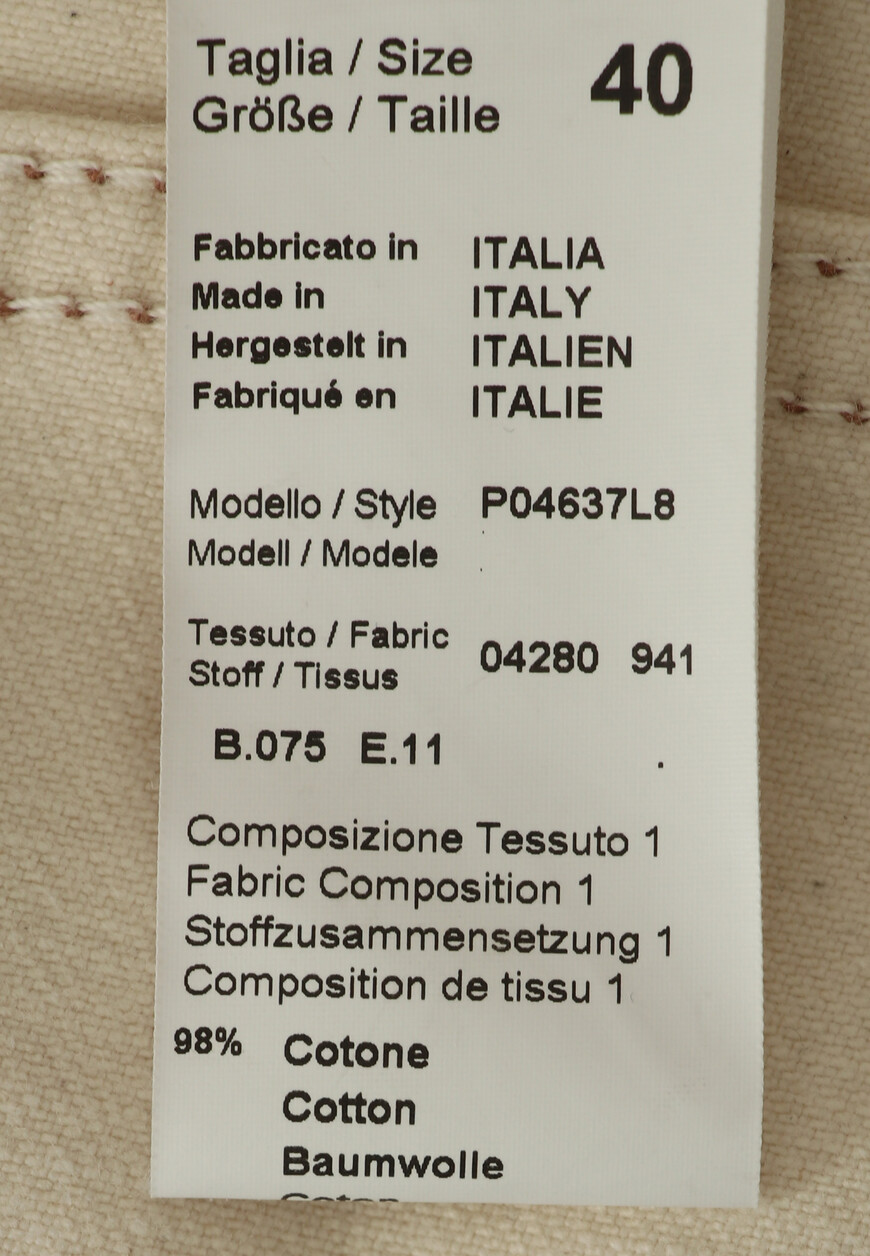 Taglia / Size 40
Größe / Taille
Fabbricato in ITALIA
Made in ITALY
Hergestelt in ITALIEN
Fabriqué en ITALIE
Modello / Style P04637L8
Modell / Modele
Tessuto / Fabric 04280 941
Stoff / Tissus
B.075 E.11
Composizione Tessuto 1
Fabric Composition 1
Stoffzusammensetzung 1
Composition de tissu 1
98% Cotone
Cotton
Baumwolle